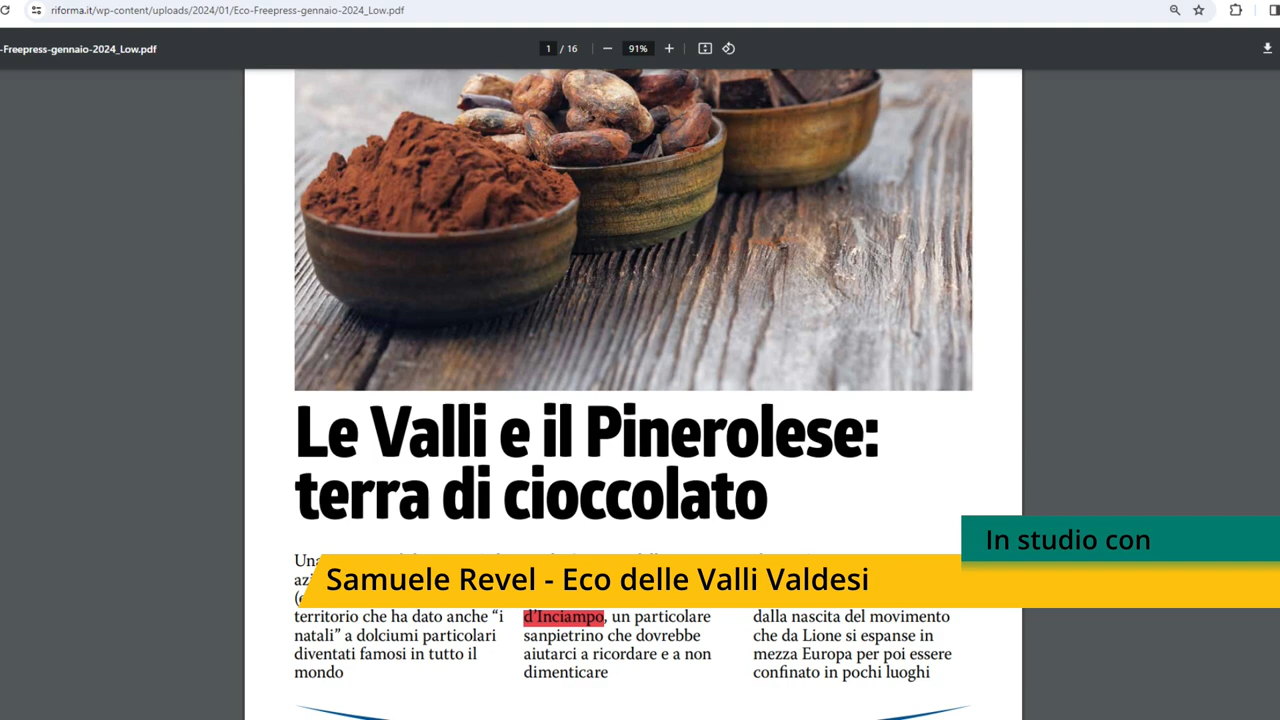 riforma.it/wp-content/uploads/2024/01/Eco-Freepress-gennaio-2024_Low.pdf
-Freepress-gennaio-2024_Low.pdf
1 / 16
91%
Le Valli e il Pinerolese:
terra di cioccolato
In studio con
Samuele Revel - Eco delle Valli Valdesi
territorio che ha dato anche “i
natali” a dolciumi particolari
diventati famosi in tutto il
mondo
d’Inciampo, un particolare
sanpietrino che dovrebbe
aiutarci a ricordare e a non
dimenticare
dalla nascita del movimento
che da Lione si espanse in
mezza Europa per poi essere
confinato in pochi luoghi